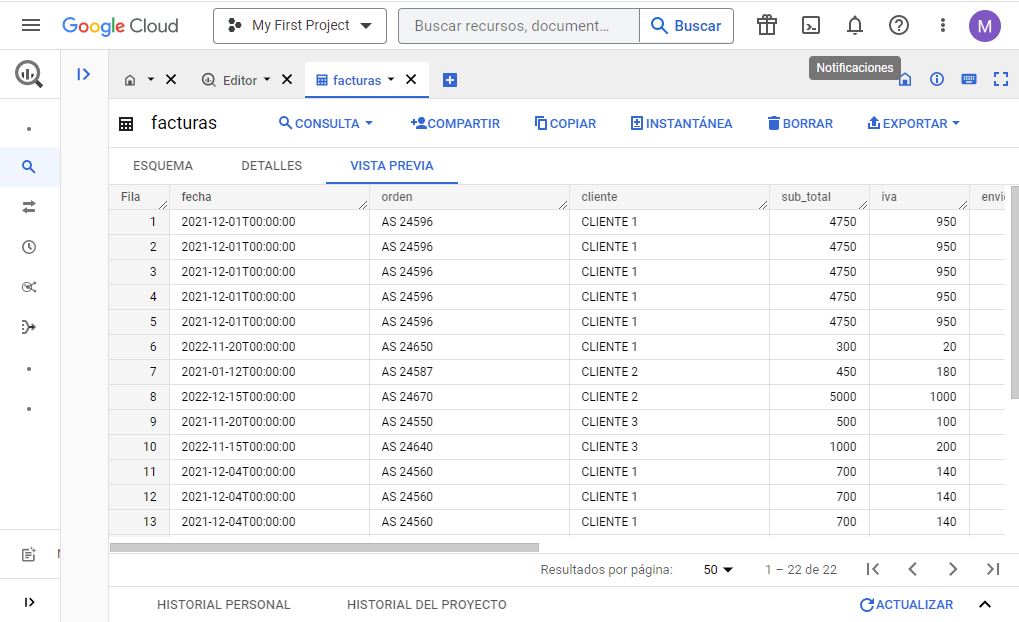 Google Cloud My First Project Buscar recursos, document... Buscar M
Notificaciones
Editor facturas
facturas CONSULTA COMPARTIR COPIAR INSTANTÁNEA BORRAR EXPORTAR
ESQUEMA DETALLES VISTA PREVIA
Fila fecha orden cliente sub_total iva
1 2021-12-01T00:00:00 AS 24596 CLIENTE 1 4750 950
2 2021-12-01T00:00:00 AS 24596 CLIENTE 1 4750 950
3 2021-12-01T00:00:00 AS 24596 CLIENTE 1 4750 950
4 2021-12-01T00:00:00 AS 24596 CLIENTE 1 4750 950
5 2021-12-01T00:00:00 AS 24596 CLIENTE 1 4750 950
6 2022-11-20T00:00:00 AS 24650 CLIENTE 1 300 20
7 2021-01-12T00:00:00 AS 24587 CLIENTE 2 450 180
8 2022-12-15T00:00:00 AS 24670 CLIENTE 2 5000 1000
9 2021-11-20T00:00:00 AS 24550 CLIENTE 3 500 100
10 2022-11-15T00:00:00 AS 24640 CLIENTE 3 1000 200
11 2021-12-04T00:00:00 AS 24560 CLIENTE 1 700 140
12 2021-12-04T00:00:00 AS 24560 CLIENTE 1 700 140
13 2021-12-04T00:00:00 AS 24560 CLIENTE 1 700 140
Resultados por página: 50 1 – 22 de 22
HISTORIAL PERSONAL HISTORIAL DEL PROYECTO ACTUALIZAR